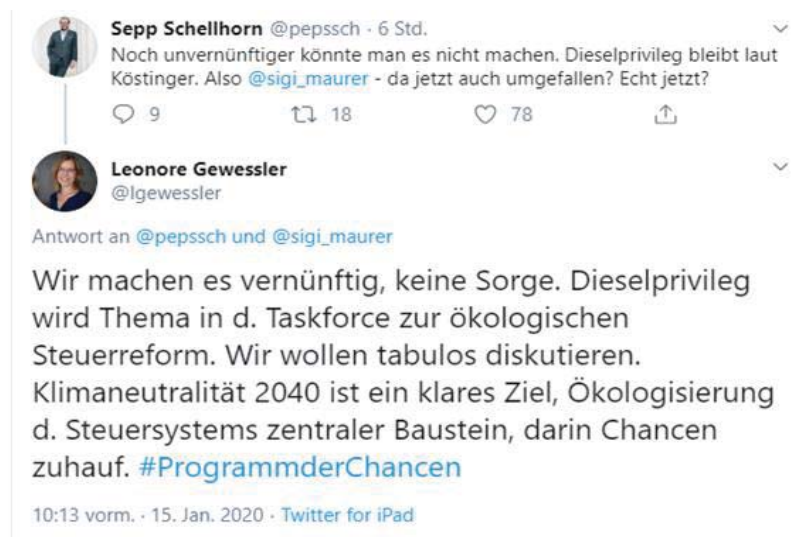 Sepp Schellhorn @pepssch · 6 Std.
Noch unvernünftiger könnte man es nicht machen. Dieselprivileg bleibt laut
Köstinger. Also @sigi_maurer - da jetzt auch umgefallen? Echt jetzt?
9 18 78
Leonore Gewessler
@lgewessler
Antwort an @pepssch und @sigi_maurer
Wir machen es vernünftig, keine Sorge. Dieselprivileg
wird Thema in d. Taskforce zur ökologischen
Steuerreform. Wir wollen tabulos diskutieren.
Klimaneutralität 2040 ist ein klares Ziel, Ökologisierung
d. Steuersystems zentraler Baustein, darin Chancen
zuhauf. #ProgrammderChancen
10:13 vorm. · 15. Jan. 2020 · Twitter for iPad